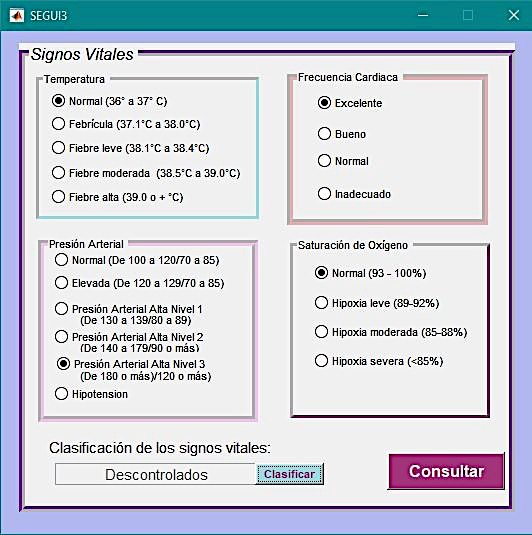 SEGUI3
Signos Vitales
Temperatura
Normal (36° a 37° C)
Febrícula (37.1°C a 38.0°C)
Fiebre leve (38.1°C a 38.4°C)
Fiebre moderada (38.5°C a 39.0°C)
Fiebre alta (39.0 o + °C)
Frecuencia Cardiaca
Excelente
Bueno
Normal
Inadecuado
Presión Arterial
Normal (De 100 a 120/70 a 85)
Elevada (De 120 a 129/70 a 85)
Presión Arterial Alta Nivel 1
(De 130 a 139/80 a 89)
Presión Arterial Alta Nivel 2
(De 140 a 179/90 o más)
Presión Arterial Alta Nivel 3
(De 180 o más)/120 o más)
Hipotension
Saturación de Oxígeno
Normal (93 - 100%)
Hipoxia leve (89-92%)
Hipoxia moderada (85-88%)
Hipoxia severa (<85%)
Clasificación de los signos vitales:
Descontrolados
Clasificar
Consultar